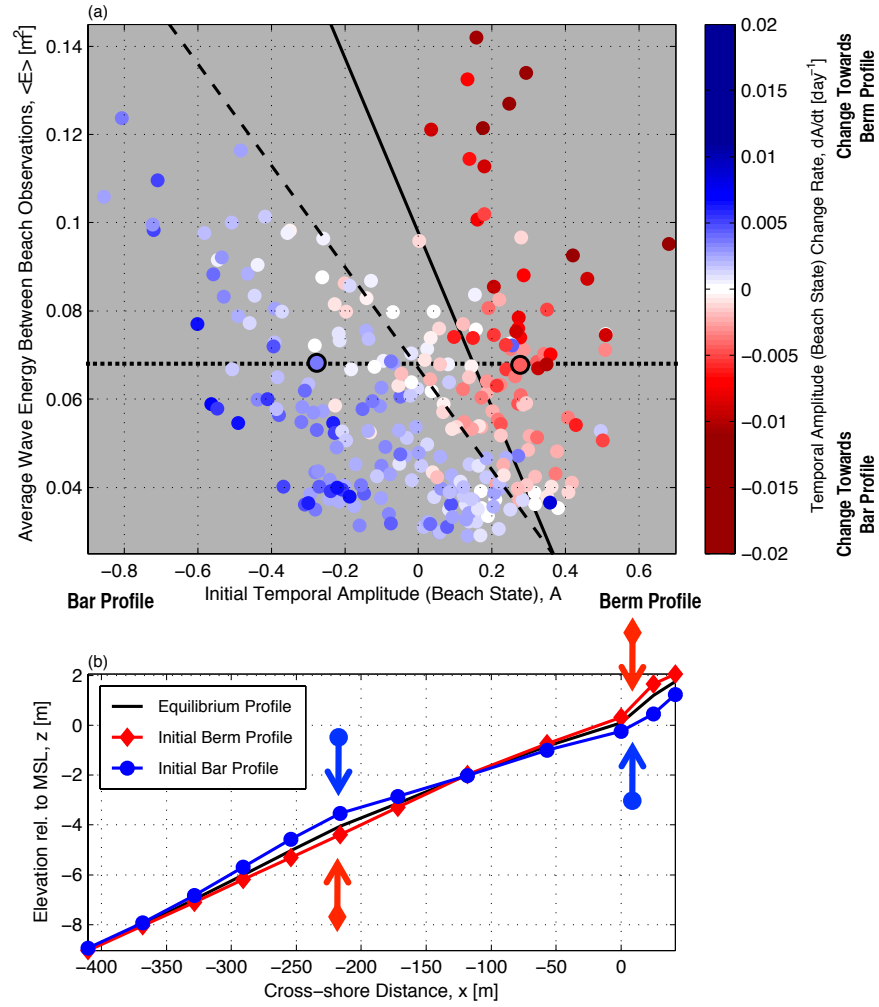 (a)
0.14
0.12
0.1
0.08
0.06
0.04
Average Wave Energy Between Beach Observations, <E> [m²]
−0.8 −0.6 −0.4 −0.2 0 0.2 0.4 0.6
Initial Temporal Amplitude (Beach State), A
Bar Profile
Berm Profile
0.02
0.015
0.01
0.005
0
−0.005
−0.01
−0.015
−0.02
Temporal Amplitude (Beach State) Change Rate, dA/dt [day⁻¹]
Change Towards
Berm Profile
Change Towards
Bar Profile
(b)
2
0
−2
−4
−6
−8
Elevation rel. to MSL, z [m]
Equilibrium Profile
Initial Berm Profile
Initial Bar Profile
−400 −350 −300 −250 −200 −150 −100 −50 0
Cross−shore Distance, x [m]